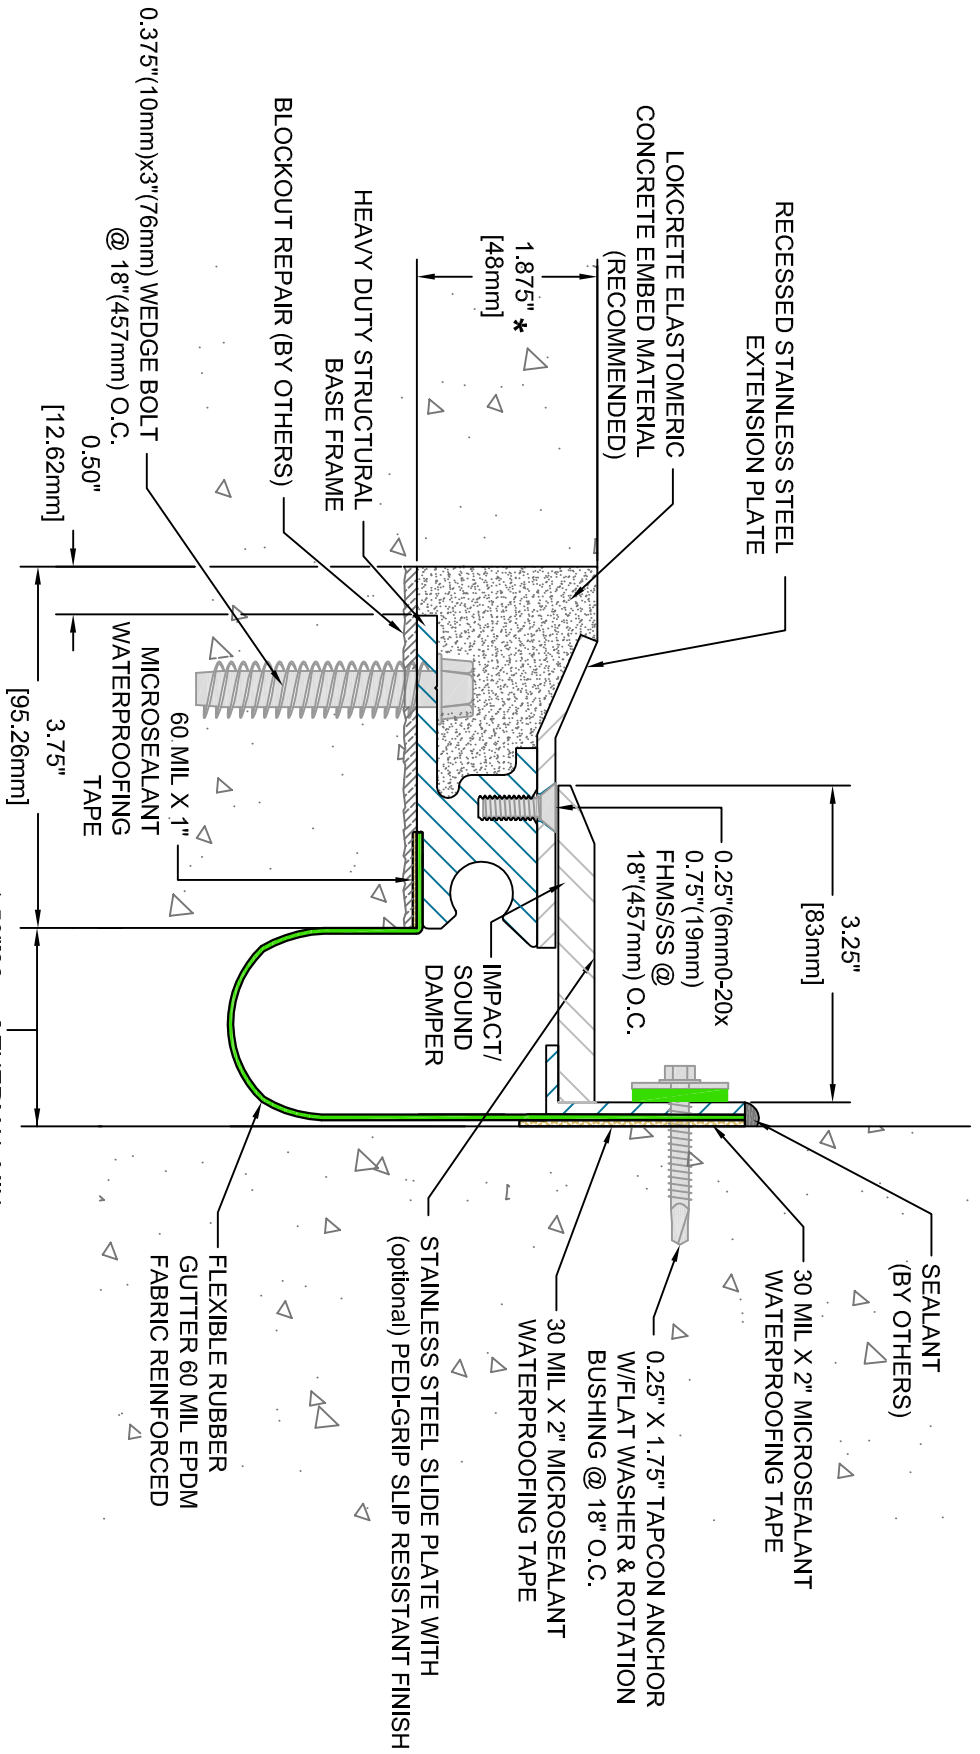 RECESSED STAINLESS STEEL
EXTENSION PLATE
LOKCRETE ELASTOMERIC
CONCRETE EMBED MATERIAL
(RECOMMENDED)
1.875" *
[48mm]
HEAVY DUTY STRUCTURAL
BASE FRAME
BLOCKOUT REPAIR (BY OTHERS)
0.375"(10mm)x3"(76mm) WEDGE BOLT
@ 18"(457mm) O.C.
0.50"
[12.62mm]
60 MIL X 1"
MICROSEALANT
WATERPROOFING
TAPE
3.75"
[95.26mm]
3.25"
[83mm]
0.25"(6mm0-20x
0.75"(19mm)
FHMS/SS @
18"(457mm) O.C.
IMPACT/
SOUND
DAMPER
SEALANT
(BY OTHERS)
30 MIL X 2" MICROSEALANT
WATERPROOFING TAPE
0.25" X 1.75" TAPCON ANCHOR
W/FLAT WASHER & ROTATION
BUSHING @ 18" O.C.
30 MIL X 2" MICROSEALANT
WATERPROOFING TAPE
STAINLESS STEEL SLIDE PLATE WITH
(optional) PEDI-GRIP SLIP RESISTANT FINISH
FLEXIBLE RUBBER
GUTTER 60 MIL EPDM
FABRIC REINFORCED